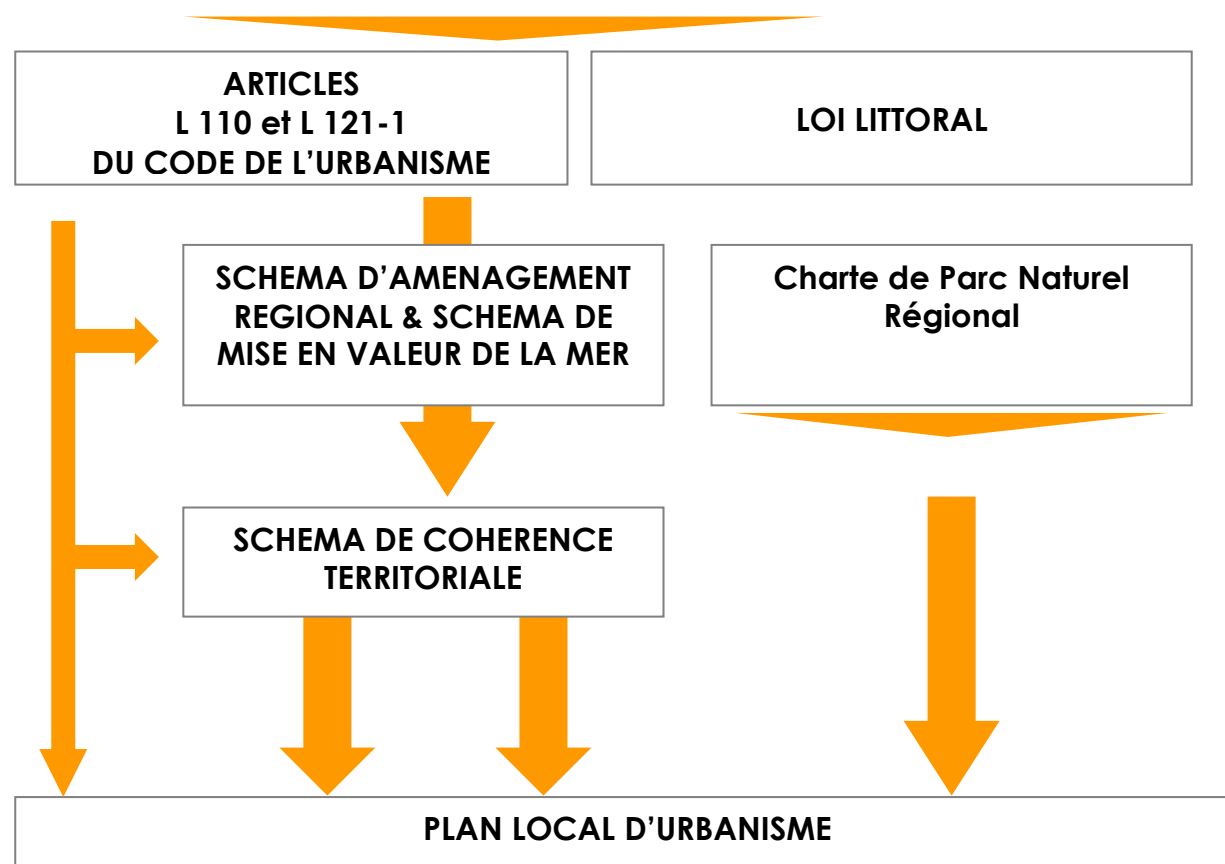 ARTICLES
L 110 et L 121-1
DU CODE DE L’URBANISME
LOI LITTORAL
SCHEMA D’AMENAGEMENT
REGIONAL & SCHEMA DE
MISE EN VALEUR DE LA MER
Charte de Parc Naturel
Régional
SCHEMA DE COHERENCE
TERRITORIALE
PLAN LOCAL D’URBANISME